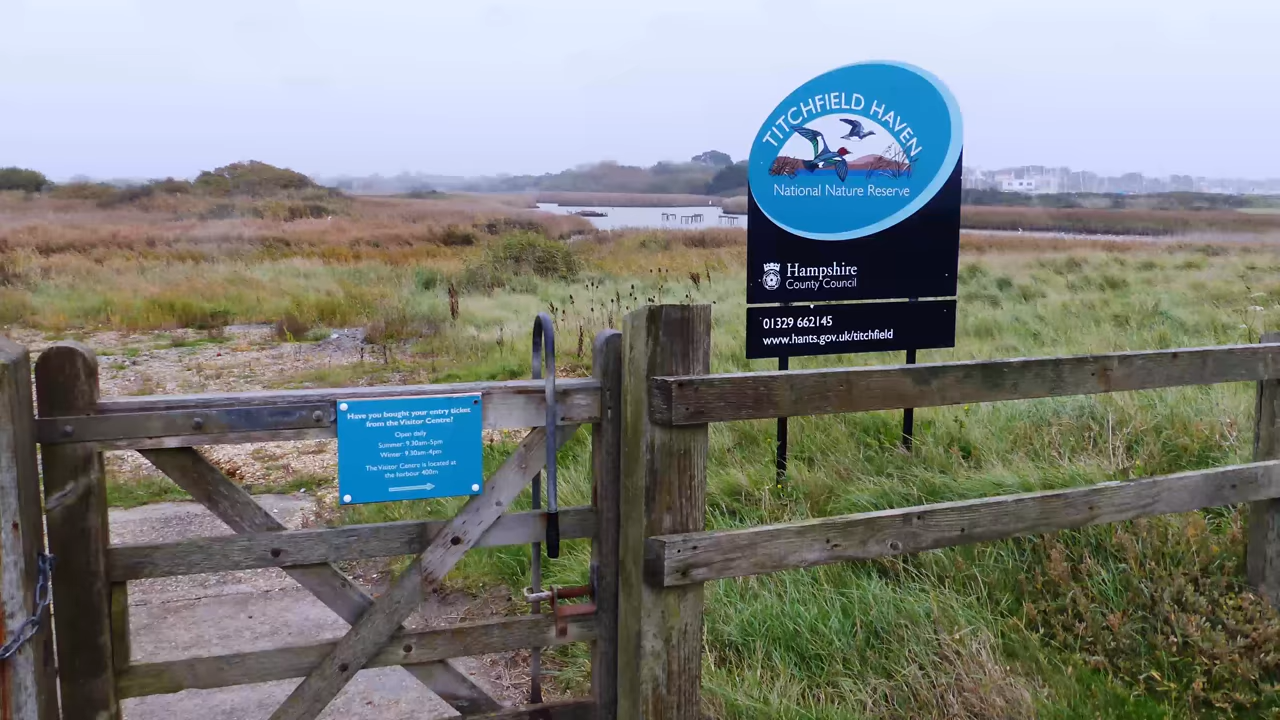 TITCHFIELD HAVEN
National Nature Reserve
Hampshire
County Council
01329 662145
www.hants.gov.uk/titchfield
Have you bought your entry ticket
from the Visitor Centre?
Open daily
Summer: 9.30am-5pm
Winter: 9.30am-4pm
The Visitor Centre is located at
the harbour 400m